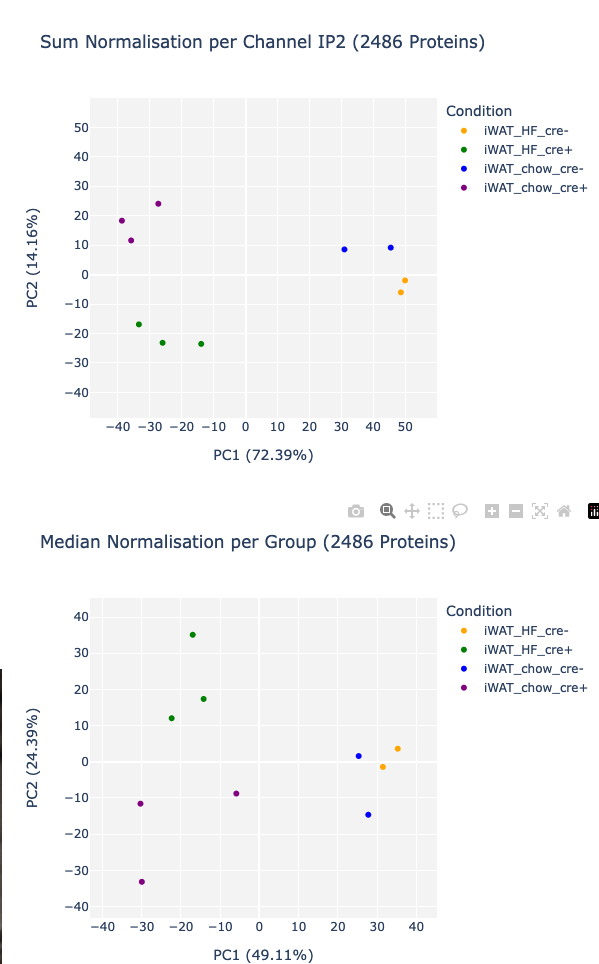 Sum Normalisation per Channel IP2 (2486 Proteins)
Condition
iWAT_HF_cre-
iWAT_HF_cre+
iWAT_chow_cre-
iWAT_chow_cre+
50
40
30
20
10
0
−10
−20
−30
−40
PC2 (14.16%)
−40 −30 −20 −10 0 10 20 30 40 50
PC1 (72.39%)
Median Normalisation per Group (2486 Proteins)
Condition
iWAT_HF_cre-
iWAT_HF_cre+
iWAT_chow_cre-
iWAT_chow_cre+
40
30
20
10
0
−10
−20
−30
−40
PC2 (24.39%)
−40 −30 −20 −10 0 10 20 30 40
PC1 (49.11%)